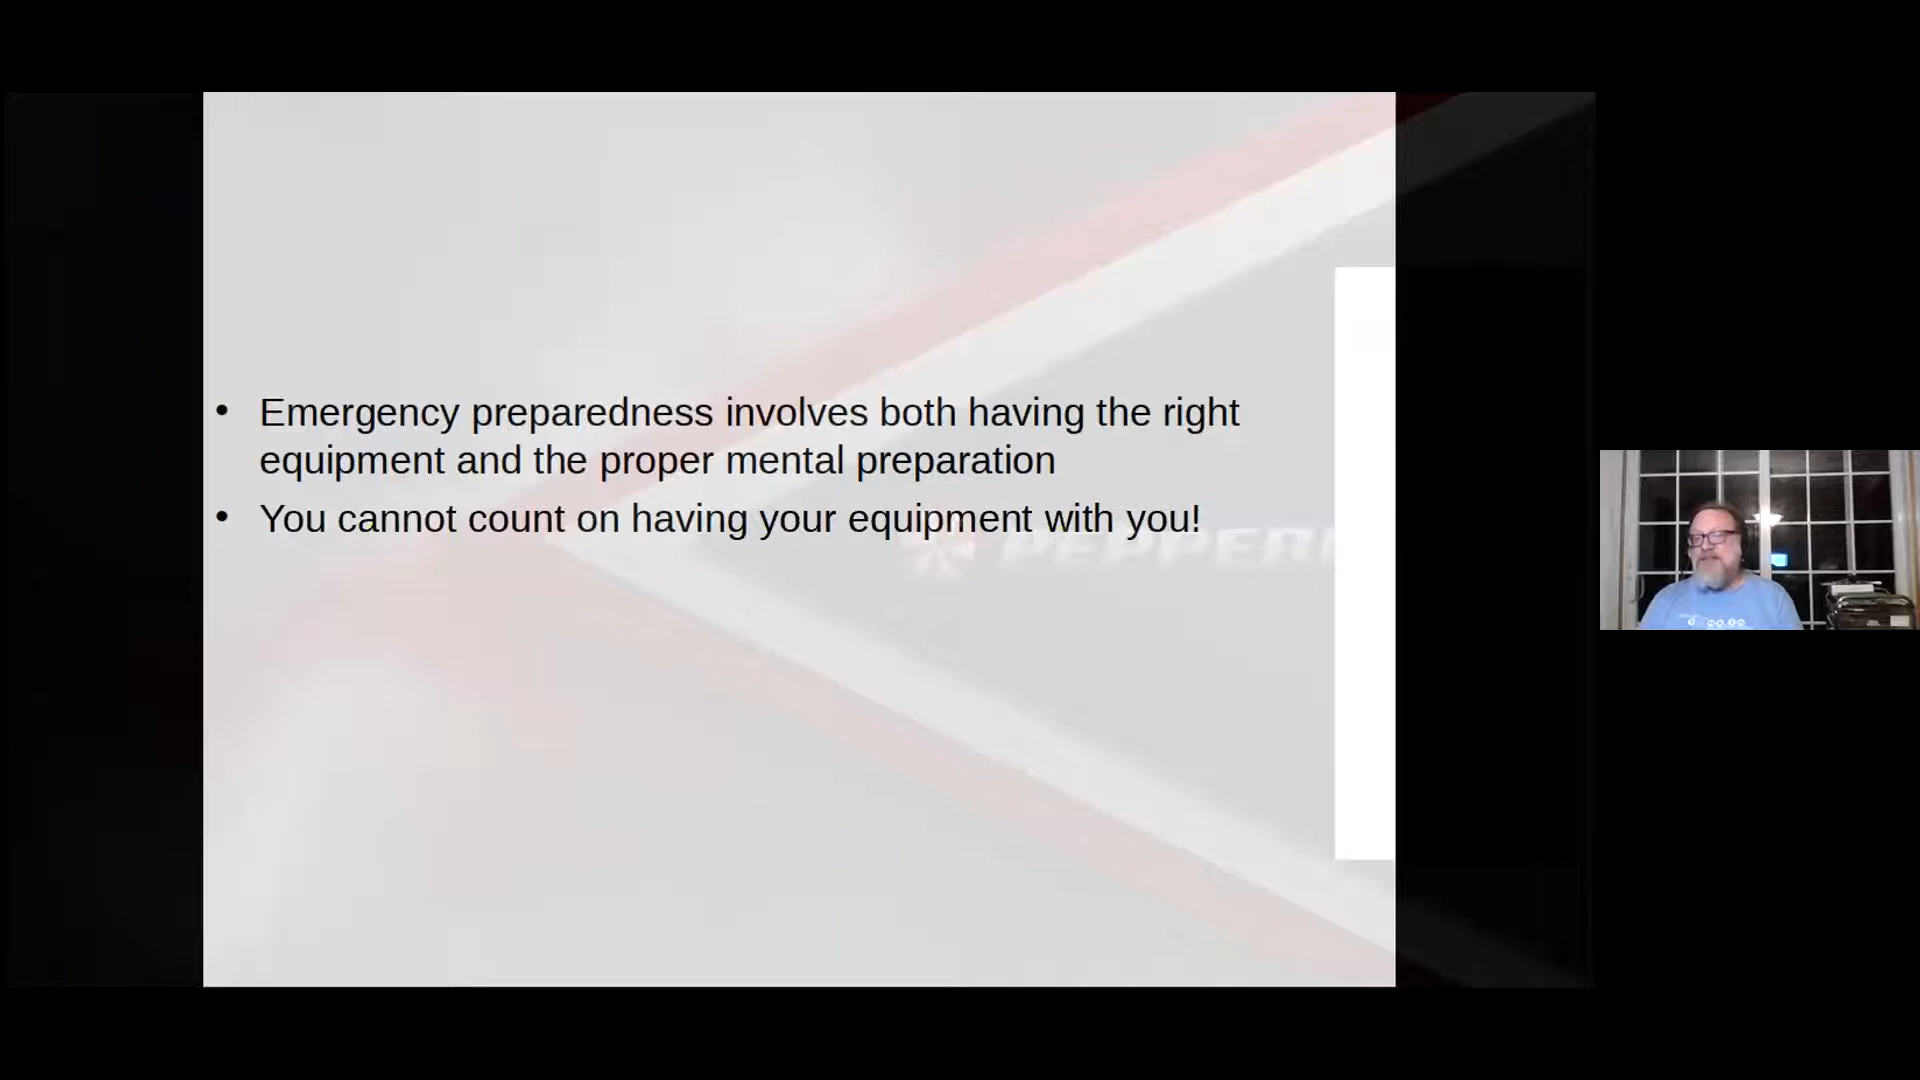 • Emergency preparedness involves both having the right
equipment and the proper mental preparation
• You cannot count on having your equipment with you!